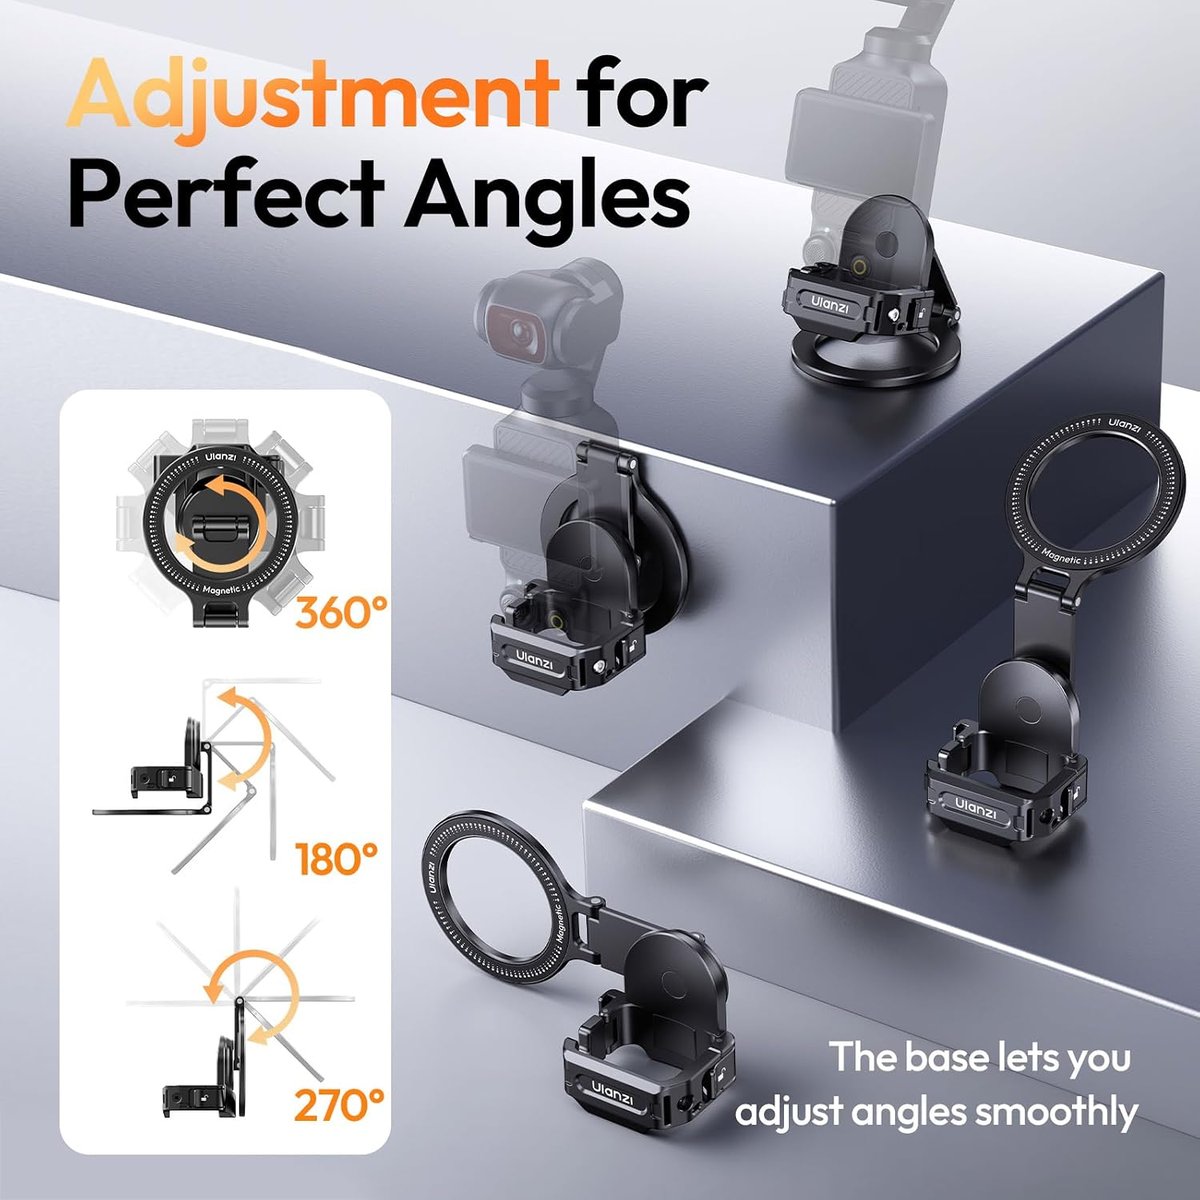 Adjustment for
Perfect Angles
Ulanzi
Ulanzi
Ulanzi
Magnetic
Ulanzi
Magnetic
360°
Ulanzi
180°
Ulanzi
Magnetic
270°
Ulanzi
The base lets you
adjust angles smoothly